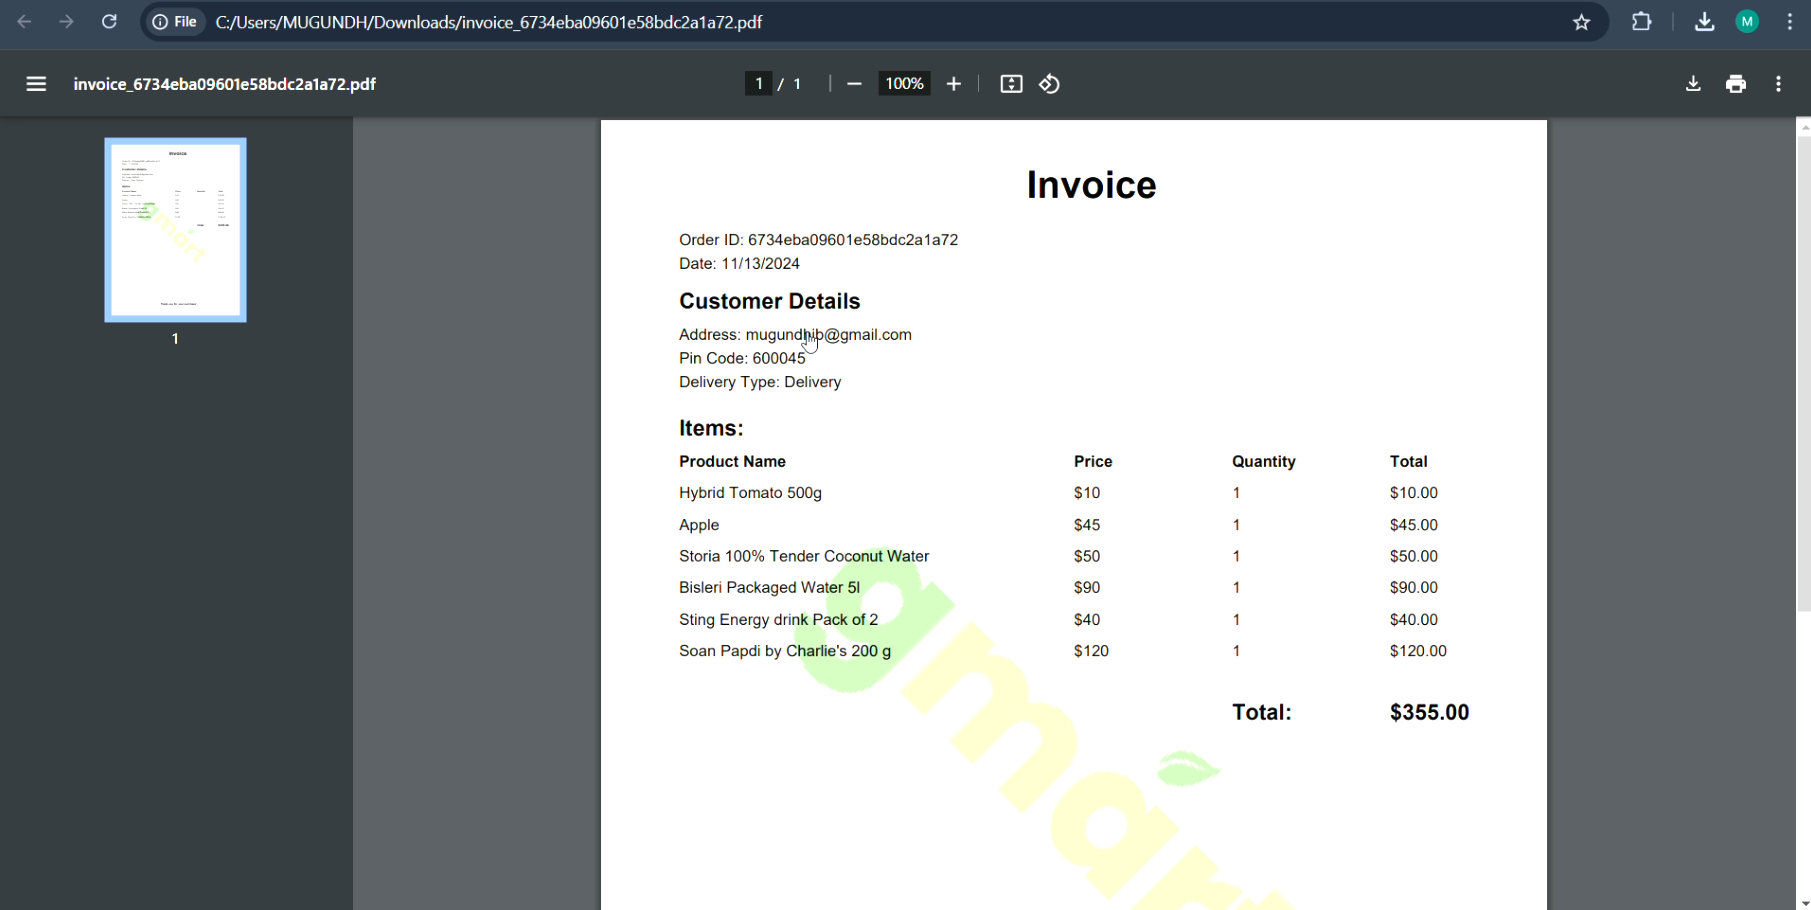 File C:/Users/MUGUNDH/Downloads/invoice_6734eba09601e58bdc2a1a72.pdf M
invoice_6734eba09601e58bdc2a1a72.pdf 1 / 1 100%
Invoice
1
Invoice
Order ID: 6734eba09601e58bdc2a1a72
Date: 11/13/2024
Customer Details
Address: mugundhib@gmail.com
Pin Code: 600045
Delivery Type: Delivery
Items:
Product Name Price Quantity Total
Hybrid Tomato 500g $10 1 $10.00
Apple $45 1 $45.00
Storia 100% Tender Coconut Water $50 1 $50.00
Bisleri Packaged Water 5l $90 1 $90.00
Sting Energy drink Pack of 2 $40 1 $40.00
Soan Papdi by Charlie's 200 g $120 1 $120.00
Total: $355.00
gmart